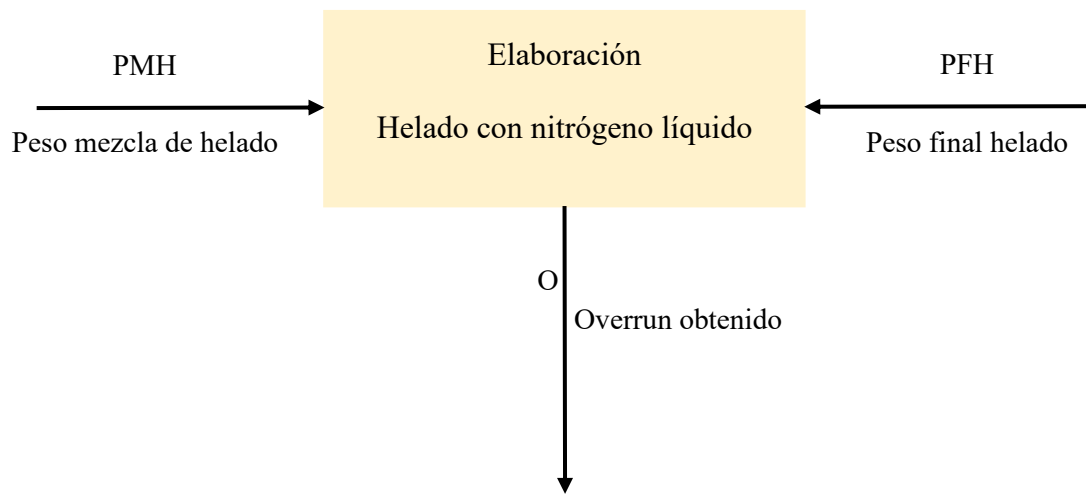 PMH
Peso mezcla de helado
Elaboración
Helado con nitrógeno líquido
PFH
Peso final helado
O
Overrun obtenido